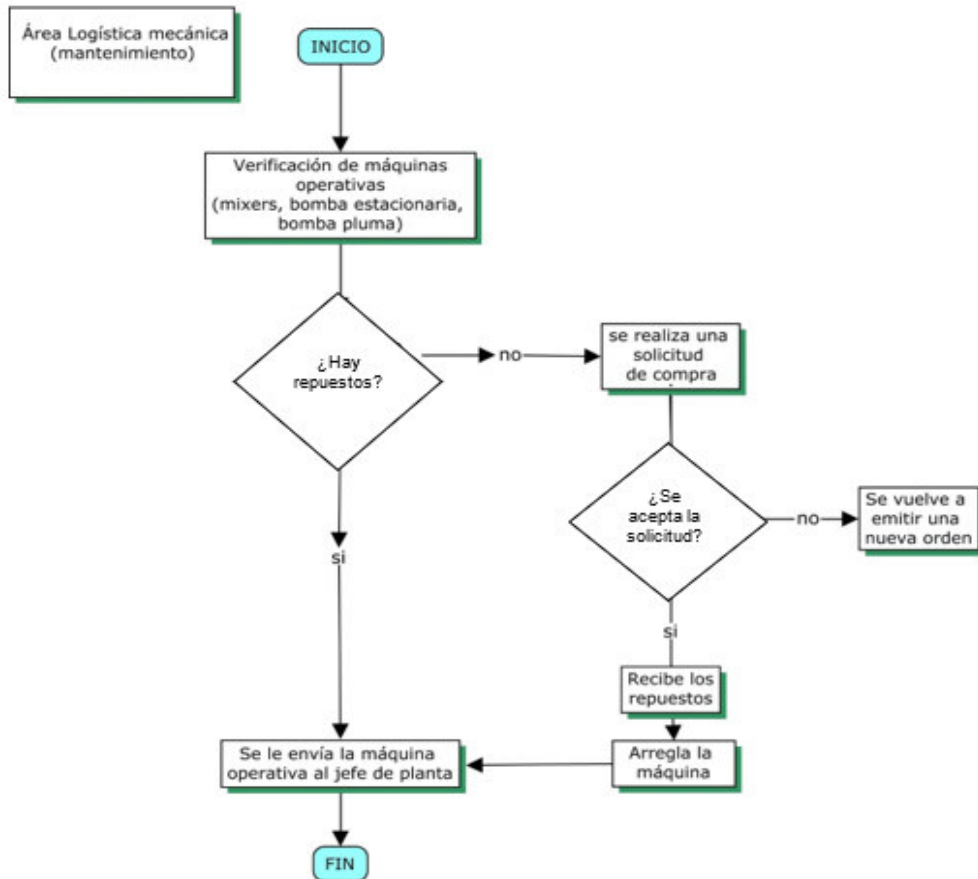 Área Logística mecánica
(mantenimiento)
INICIO
Verificación de máquinas
operativas
(mixers, bomba estacionaria,
bomba pluma)
¿Hay
repuestos?
no
se realiza una
solicitud
de compra
¿Se
acepta la
solicitud?
no
Se vuelve a
emitir una
nueva orden
si
si
Recibe los
repuestos
Arregla la
máquina
Se le envía la máquina
operativa al jefe de planta
FIN